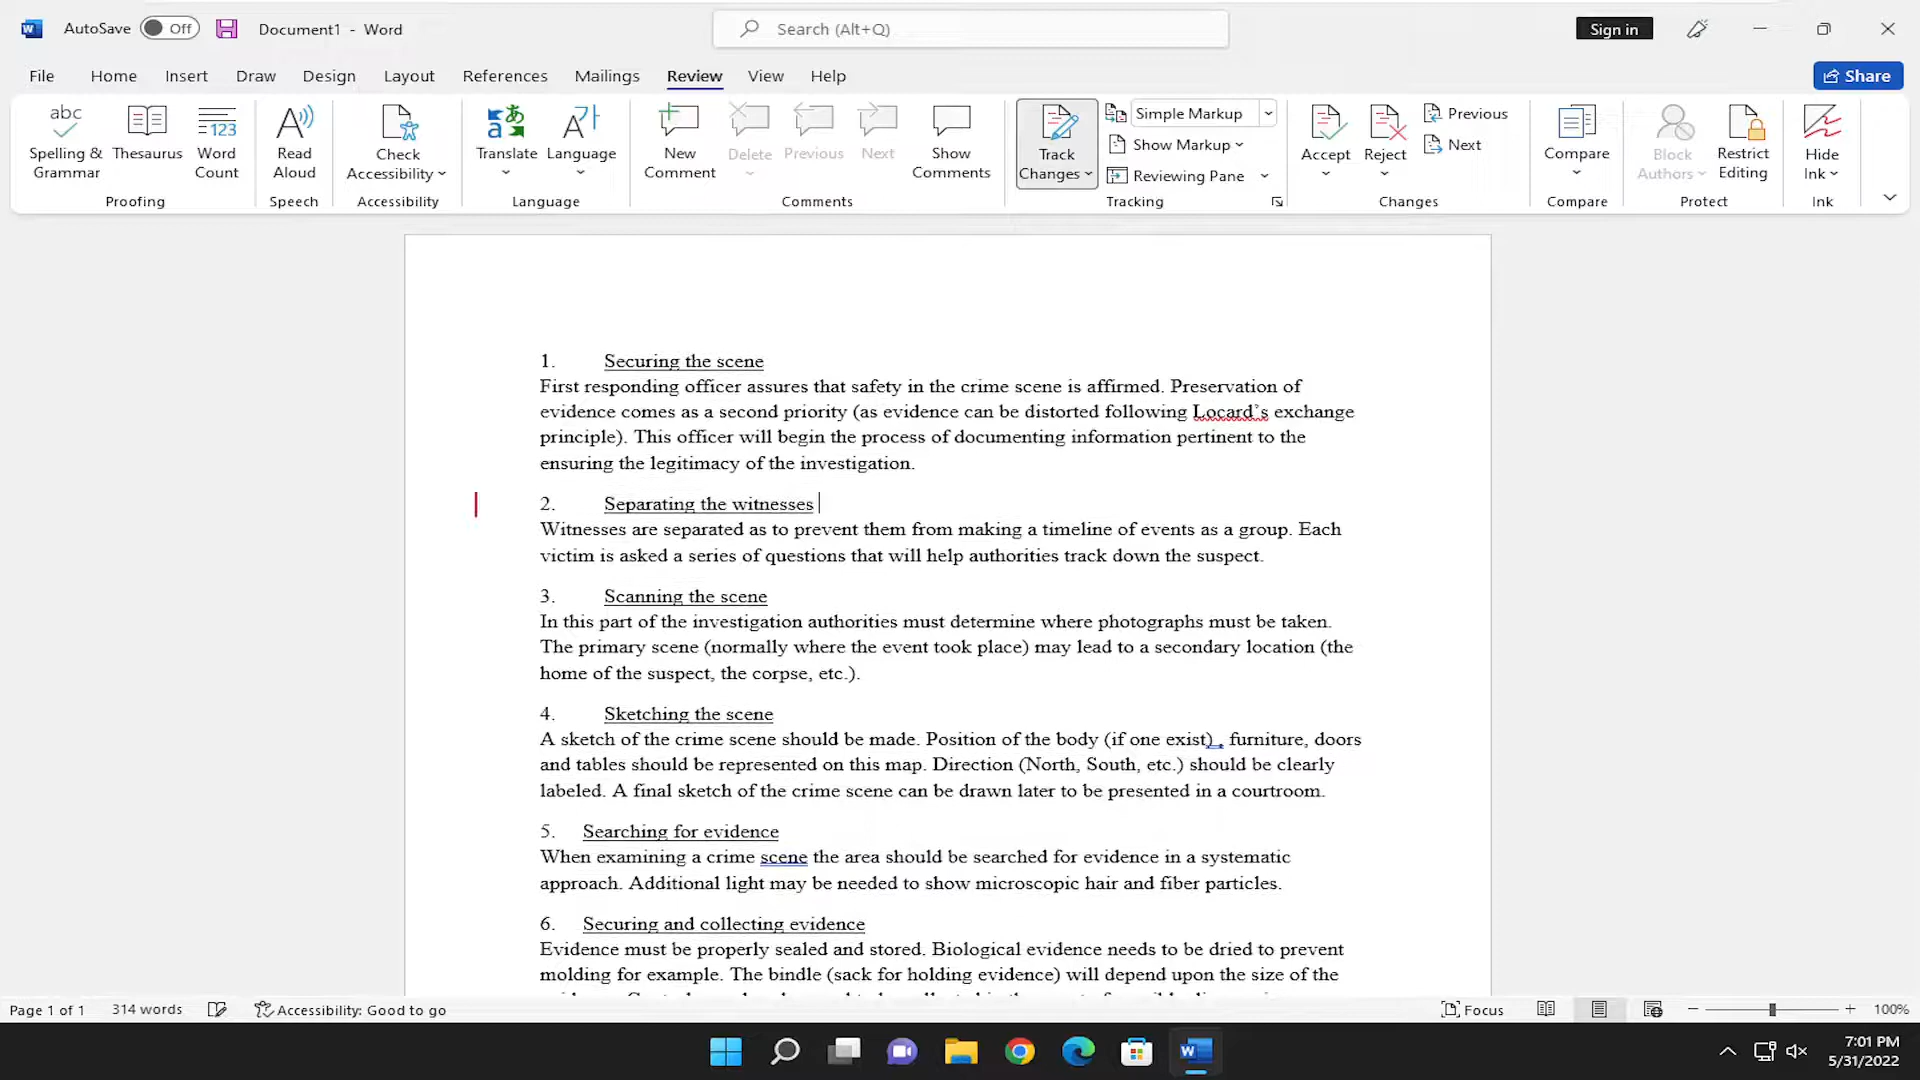 AutoSave Off Document1 - Word Search (Alt+Q) Sign in
File Home Insert Draw Design Layout References Mailings Review View Help Share
abc Spelling & Grammar Thesaurus 123 Word Count Read Aloud Check Accessibility Translate Language New Comment Delete Previous Next Show Comments Track Changes Simple Markup Show Markup Reviewing Pane Accept Reject Previous Next Compare Block Authors Restrict Editing Hide Ink
Proofing Speech Accessibility Language Comments Tracking Changes Compare Protect Ink
1. Securing the scene
First responding officer assures that safety in the crime scene is affirmed. Preservation of
evidence comes as a second priority (as evidence can be distorted following Locard`s exchange
principle). This officer will begin the process of documenting information pertinent to the
ensuring the legitimacy of the investigation.
2. Separating the witnesses
Witnesses are separated as to prevent them from making a timeline of events as a group. Each
victim is asked a series of questions that will help authorities track down the suspect.
3. Scanning the scene
In this part of the investigation authorities must determine where photographs must be taken.
The primary scene (normally where the event took place) may lead to a secondary location (the
home of the suspect, the corpse, etc.).
4. Sketching the scene
A sketch of the crime scene should be made. Position of the body (if one exist) , furniture, doors
and tables should be represented on this map. Direction (North, South, etc.) should be clearly
labeled. A final sketch of the crime scene can be drawn later to be presented in a courtroom.
5. Searching for evidence
When examining a crime scene the area should be searched for evidence in a systematic
approach. Additional light may be needed to show microscopic hair and fiber particles.
6. Securing and collecting evidence
Evidence must be properly sealed and stored. Biological evidence needs to be dried to prevent
molding for example. The bindle (sack for holding evidence) will depend upon the size of the
Page 1 of 1 314 words Accessibility: Good to go Focus 100%
7:01 PM
5/31/2022